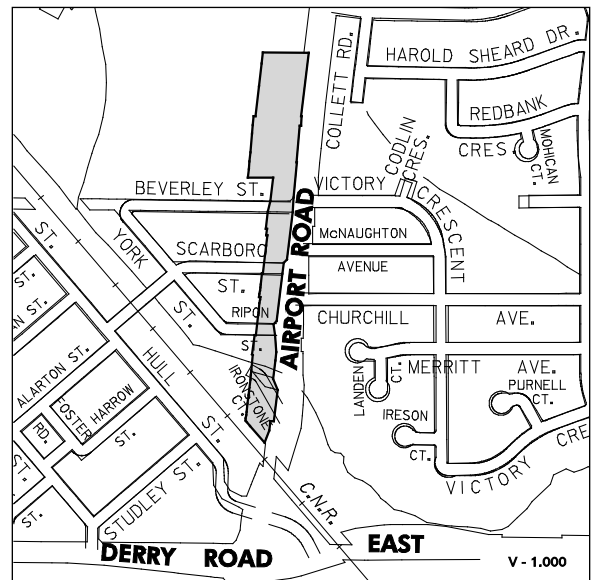 COLLETT RD.
HAROLD SHEARD DR.
REDBANK
CRES
MOHICAN
CT.
CODLIN
CRES.
BEVERLEY ST.
VICTORY
CRESCENT
McNAUGHTON
AVENUE
ST.
YORK
SCARBORO
ST.
AIRPORT ROAD
ST.
RIPON
ST.
CHURCHILL
AVE.
ST.
AN ST.
HULL
ST.
IRONSTONE
CT.
LANDEN
CT.
MERRITT
AVE.
PURNELL
CT.
ALARTON ST.
FOSTER
RD.
HARROW
ST.
IRESON
CT.
VICTORY
CRE
ST.
ST.
STUDLEY ST.
C.N.R.
DERRY ROAD
EAST
V - 1.000